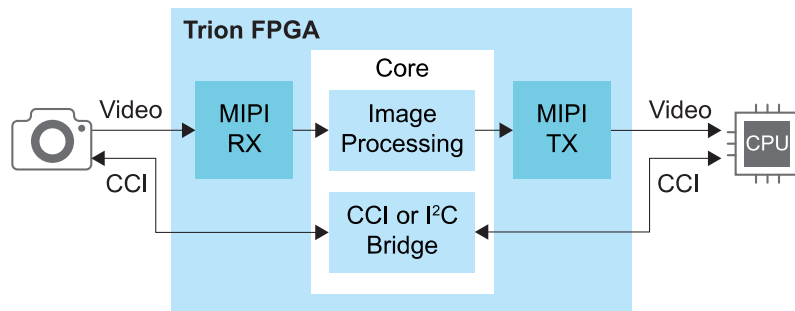 Trion FPGA
Core
Video
MIPI
RX
Image
Processing
MIPI
TX
Video
CPU
CCI
CCI or I²C
Bridge
CCI